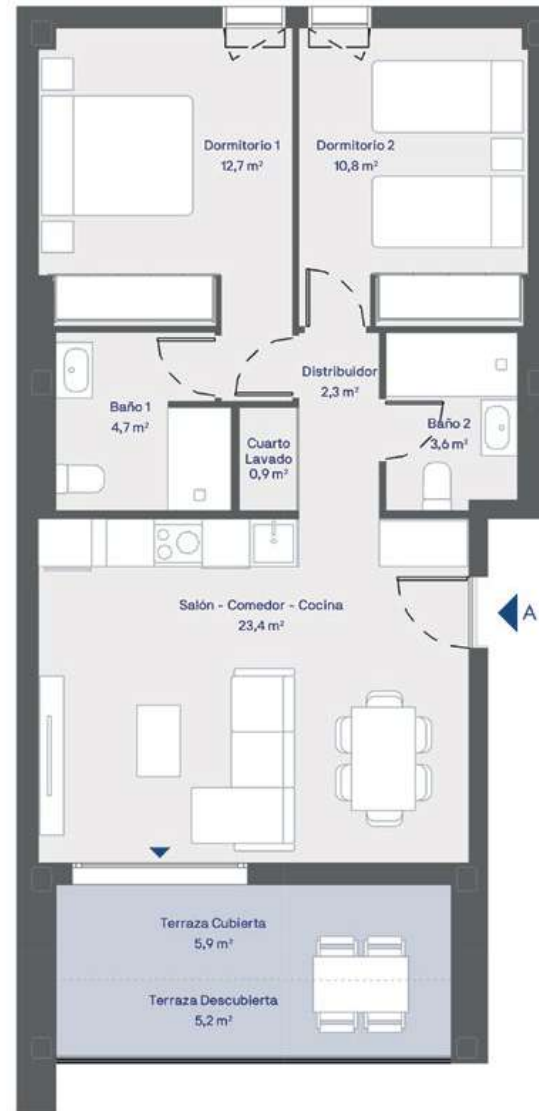 Dormitorio 1
12,7 m²
Dormitorio 2
10,8 m²
Distribuidor
2,3 m²
Baño 1
4,7 m²
Cuarto
Lavado
0,9 m²
Baño 2
3,6 m²
Salón - Comedor - Cocina
23,4 m²
A
Terraza Cubierta
5,9 m²
Terraza Descubierta
5,2 m²